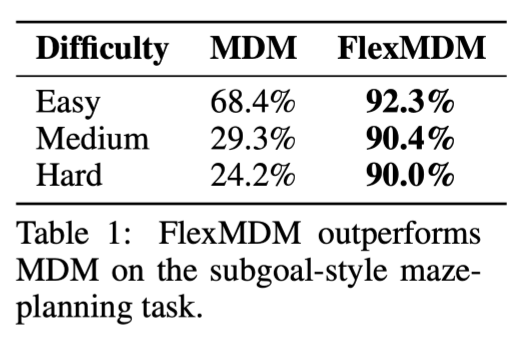 Difficulty MDM FlexMDM
Easy 68.4% 92.3%
Medium 29.3% 90.4%
Hard 24.2% 90.0%
Table 1: FlexMDM outperforms
MDM on the subgoal-style maze-
planning task.